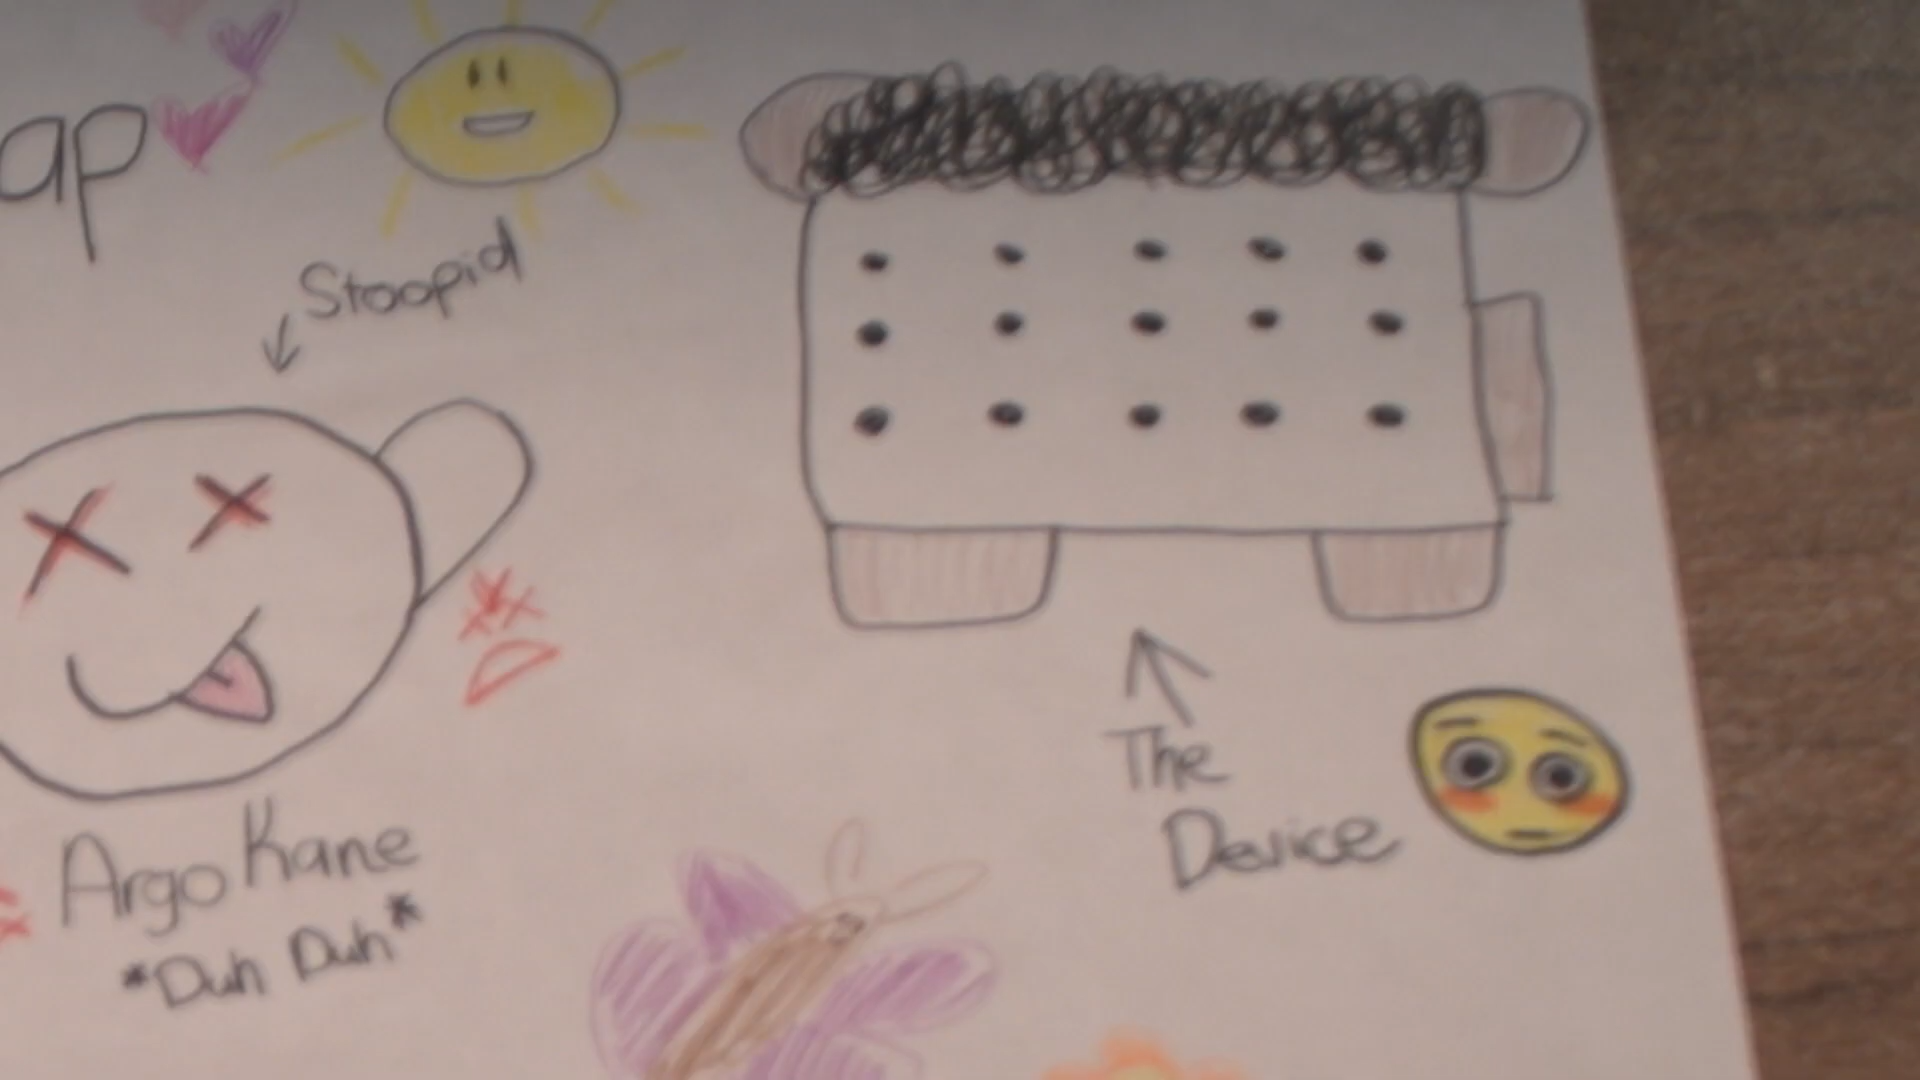 ap
Stoopid
The
Device
Argo Kane
*Duh Duh*